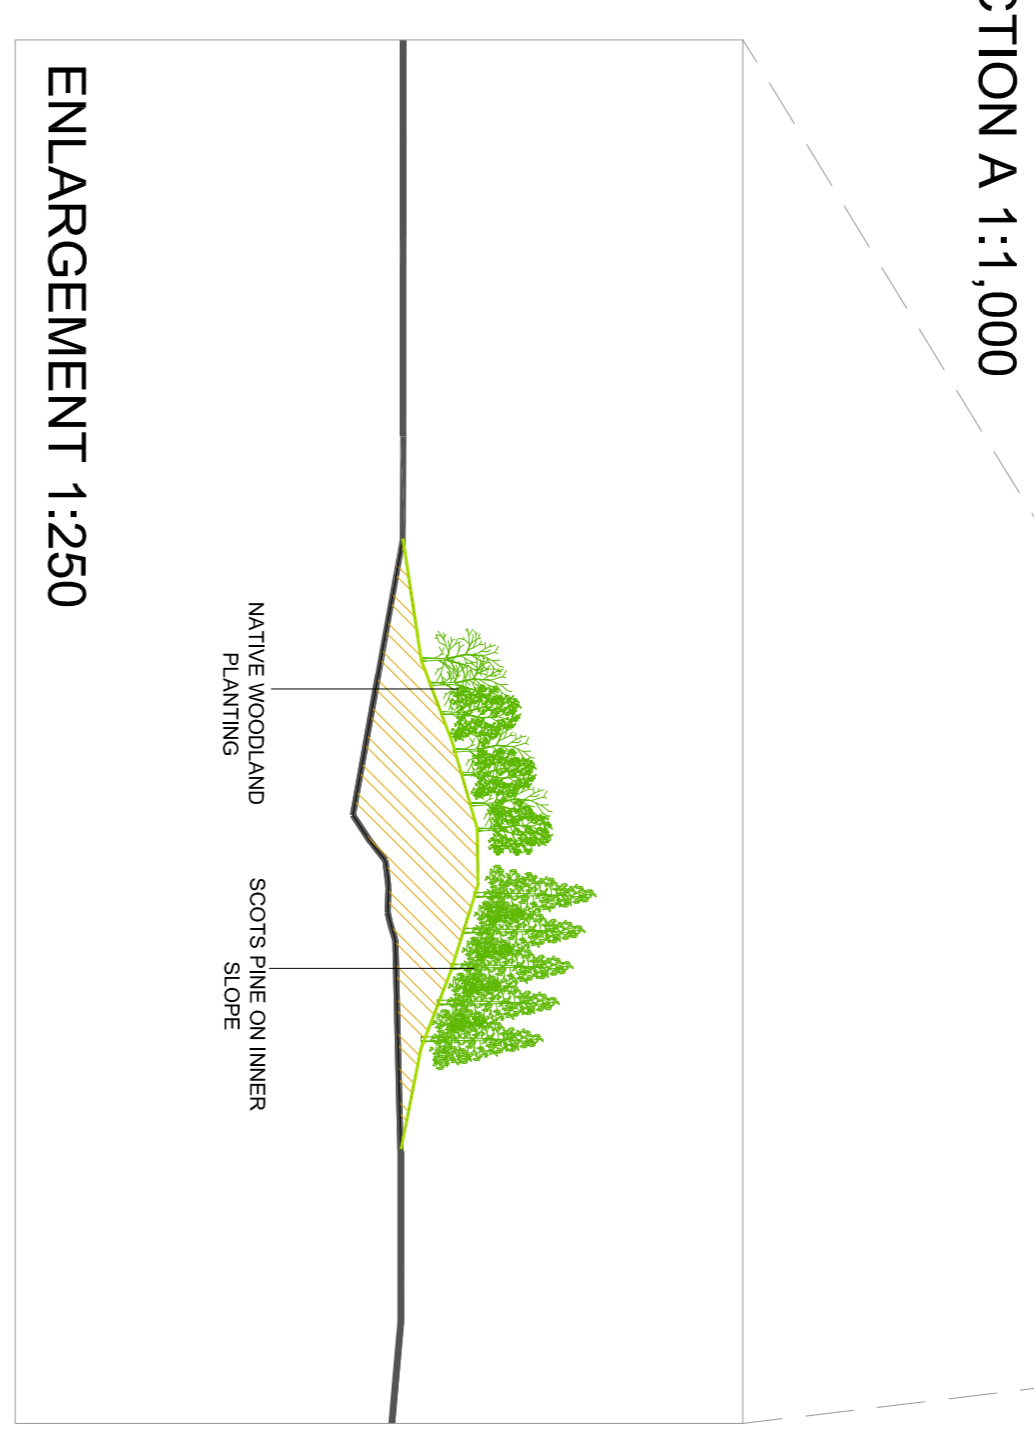 CTION A 1:1,000
NATIVE WOODLAND
PLANTING
SCOTS PINE ON INNER
SLOPE
ENLARGEMENT 1:250